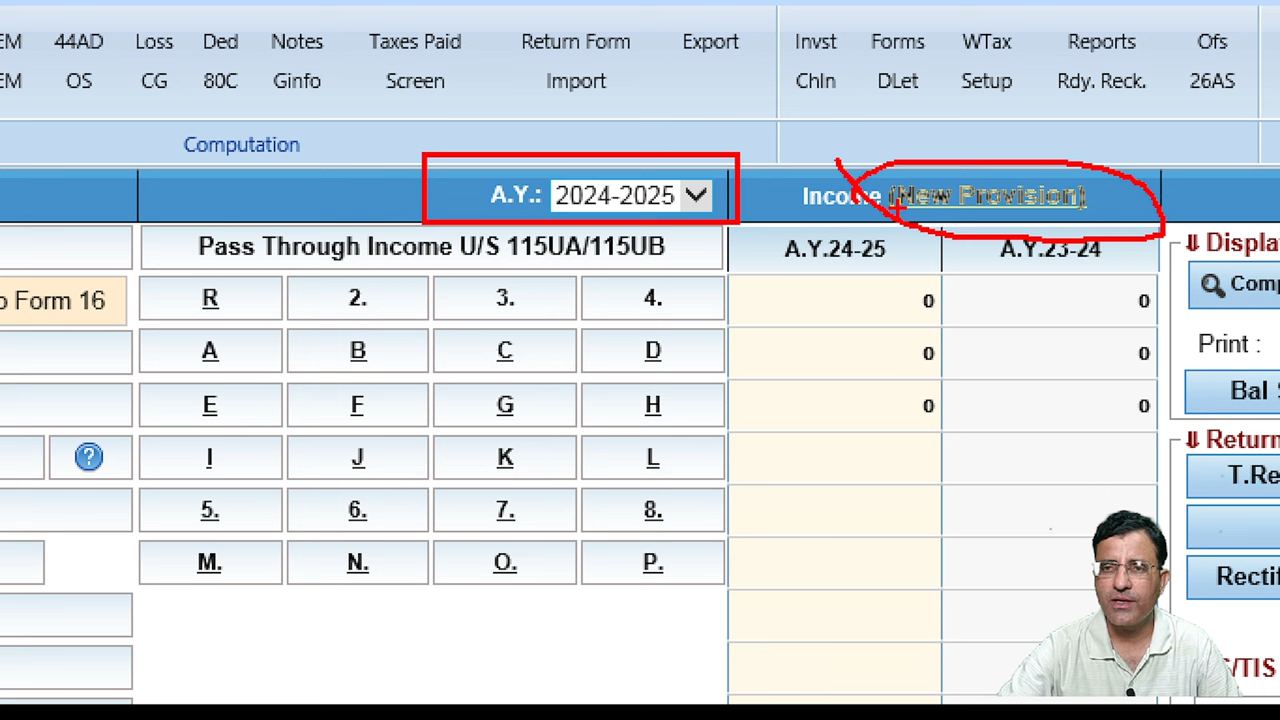 EM 44AD Loss Ded Notes Taxes Paid Return Form Export Invst Forms WTax Reports Ofs
EM OS CG 80C Ginfo Screen Import Chln DLet Setup Rdy. Reck. 26AS
Computation
A.Y.: 2024-2025 Income (New Provision)
Pass Through Income U/S 115UA/115UB A.Y.24-25 A.Y.23-24 Displa
o Form 16 R 2. 3. 4. 0 0 Comp
Print :
A B C D 0 0
Bal S
E F G H 0 0
Return
I J K L
T.Re
5. 6. 7. 8.
M. N. O. P.
Rectif
/TIS